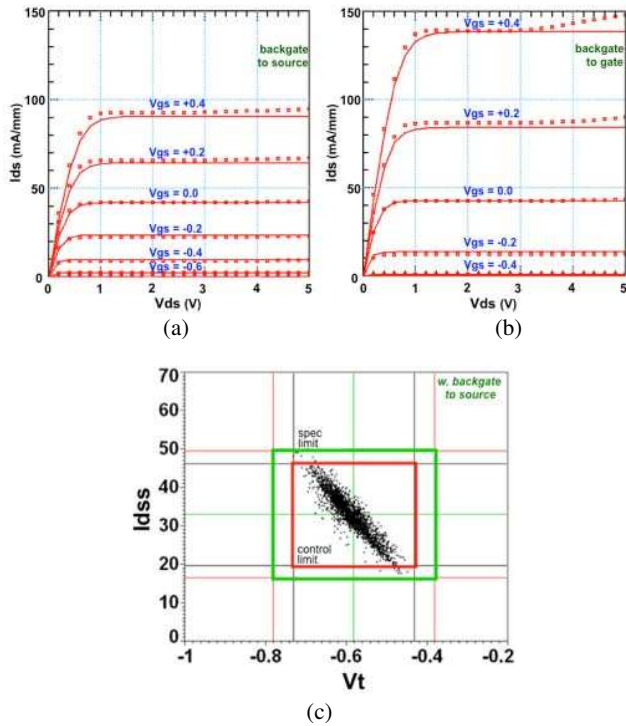 150
100
50
0
Ids (mA/mm)
backgate
to source
Vgs = +0.4
Vgs = +0.2
Vgs = 0.0
Vgs = -0.2
Vgs = -0.4
Vgs = -0.6
0 1 2 3 4 5
Vds (V)
(a)
150
100
50
0
Ids (mA/mm)
Vgs = +0.4
backgate
to gate
Vgs = +0.2
Vgs = 0.0
Vgs = -0.2
Vgs = -0.4
0 1 2 3 4 5
Vds (V)
(b)
70
60
50
40
30
20
10
0
Idss
w, backgate
to source
spec
limit
control
limit
-1 -0.8 -0.6 -0.4 -0.2
Vt
(c)